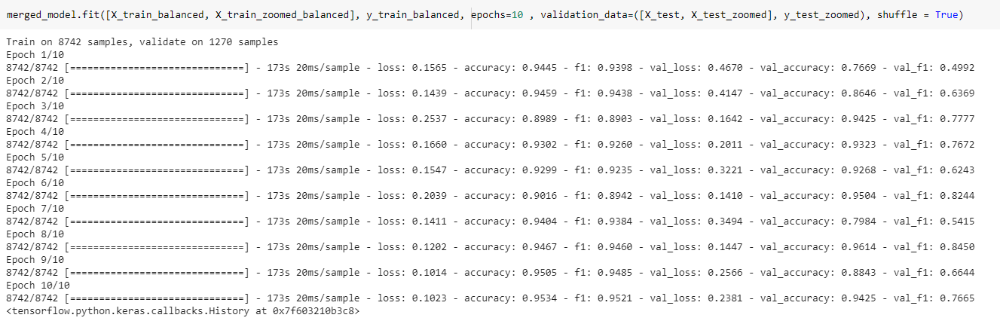 merged_model.fit([X_train_balanced, X_train_zoomed_balanced], y_train_balanced, epochs=10 , validation_data=([X_test, X_test_zoomed], y_test_zoomed), shuffle = True)
Train on 8742 samples, validate on 1270 samples
Epoch 1/10
8742/8742 [==============================] - 173s 20ms/sample - loss: 0.1565 - accuracy: 0.9445 - f1: 0.9398 - val_loss: 0.4670 - val_accuracy: 0.7669 - val_f1: 0.4992
Epoch 2/10
8742/8742 [==============================] - 173s 20ms/sample - loss: 0.1439 - accuracy: 0.9459 - f1: 0.9438 - val_loss: 0.4147 - val_accuracy: 0.8646 - val_f1: 0.6369
Epoch 3/10
8742/8742 [==============================] - 173s 20ms/sample - loss: 0.2537 - accuracy: 0.8989 - f1: 0.8903 - val_loss: 0.1642 - val_accuracy: 0.9425 - val_f1: 0.7777
Epoch 4/10
8742/8742 [==============================] - 173s 20ms/sample - loss: 0.1660 - accuracy: 0.9302 - f1: 0.9260 - val_loss: 0.2011 - val_accuracy: 0.9323 - val_f1: 0.7672
Epoch 5/10
8742/8742 [==============================] - 173s 20ms/sample - loss: 0.1547 - accuracy: 0.9299 - f1: 0.9235 - val_loss: 0.3221 - val_accuracy: 0.9268 - val_f1: 0.6243
Epoch 6/10
8742/8742 [==============================] - 173s 20ms/sample - loss: 0.2039 - accuracy: 0.9016 - f1: 0.8942 - val_loss: 0.1410 - val_accuracy: 0.9504 - val_f1: 0.8244
Epoch 7/10
8742/8742 [==============================] - 173s 20ms/sample - loss: 0.1411 - accuracy: 0.9404 - f1: 0.9384 - val_loss: 0.3494 - val_accuracy: 0.7984 - val_f1: 0.5415
Epoch 8/10
8742/8742 [==============================] - 173s 20ms/sample - loss: 0.1202 - accuracy: 0.9467 - f1: 0.9460 - val_loss: 0.1447 - val_accuracy: 0.9614 - val_f1: 0.8450
Epoch 9/10
8742/8742 [==============================] - 173s 20ms/sample - loss: 0.1014 - accuracy: 0.9505 - f1: 0.9485 - val_loss: 0.2566 - val_accuracy: 0.8843 - val_f1: 0.6644
Epoch 10/10
8742/8742 [==============================] - 173s 20ms/sample - loss: 0.1023 - accuracy: 0.9534 - f1: 0.9521 - val_loss: 0.2381 - val_accuracy: 0.9425 - val_f1: 0.7665
<tensorflow.python.keras.callbacks.History at 0x7f603210b3c8>